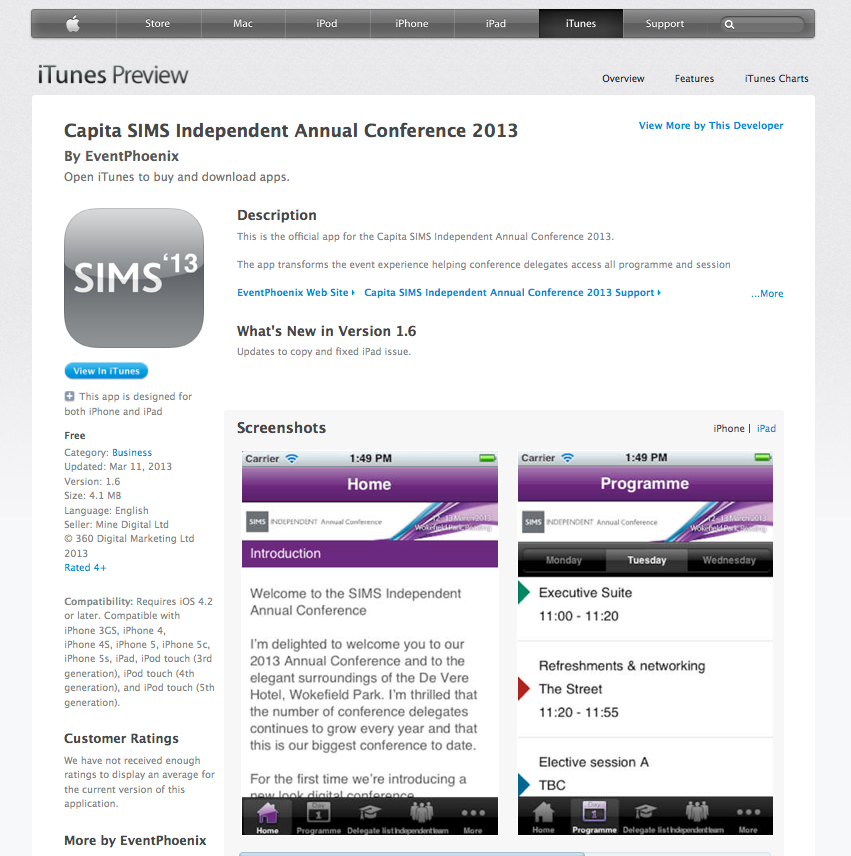 Store Mac iPod iPhone iPad iTunes Support
iTunes Preview
Overview Features iTunes Charts
Capita SIMS Independent Annual Conference 2013
View More by This Developer
By EventPhoenix
Open iTunes to buy and download apps.
SIMS'13
View In iTunes
This app is designed for
both iPhone and iPad
Free
Category: Business
Updated: Mar 11, 2013
Version: 1.6
Size: 4.1 MB
Language: English
Seller: Mine Digital Ltd
© 360 Digital Marketing Ltd
2013
Rated 4+
Compatibility: Requires iOS 4.2
or later. Compatible with
iPhone 3GS, iPhone 4,
iPhone 4S, iPhone 5, iPhone 5c,
iPhone 5s, iPad, iPod touch (3rd
generation), iPod touch (4th
generation), and iPod touch (5th
generation).
Customer Ratings
We have not received enough
ratings to display an average for
the current version of this
application.
More by EventPhoenix
Description
This is the official app for the Capita SIMS Independent Annual Conference 2013.
The app transforms the event experience helping conference delegates access all programme and session
EventPhoenix Web Site Capita SIMS Independent Annual Conference 2013 Support ...More
What's New in Version 1.6
Updates to copy and fixed iPad issue.
Screenshots
iPhone | iPad
Carrier 1:49 PM
Home
SIMS INDEPENDENT Annual Conference
Wokefield Park, Reading
Introduction
Welcome to the SIMS Independent
Annual Conference
I'm delighted to welcome you to our
2013 Annual Conference and to the
elegant surroundings of the De Vere
Hotel, Wokefield Park. I'm thrilled that
the number of conference delegates
continues to grow every year and that
this is our biggest conference to date.
For the first time we're introducing a
new look digital conference
Home Programme Delegate list Independent team More
Carrier 1:49 PM
Programme
SIMS INDEPENDENT Annual Conference
Wokefield Park, Reading
Monday Tuesday Wednesday
Executive Suite
11:00 - 11:20
Refreshments & networking
The Street
11:20 - 11:55
Elective session A
TBC
Home Programme Delegate list Independent team More